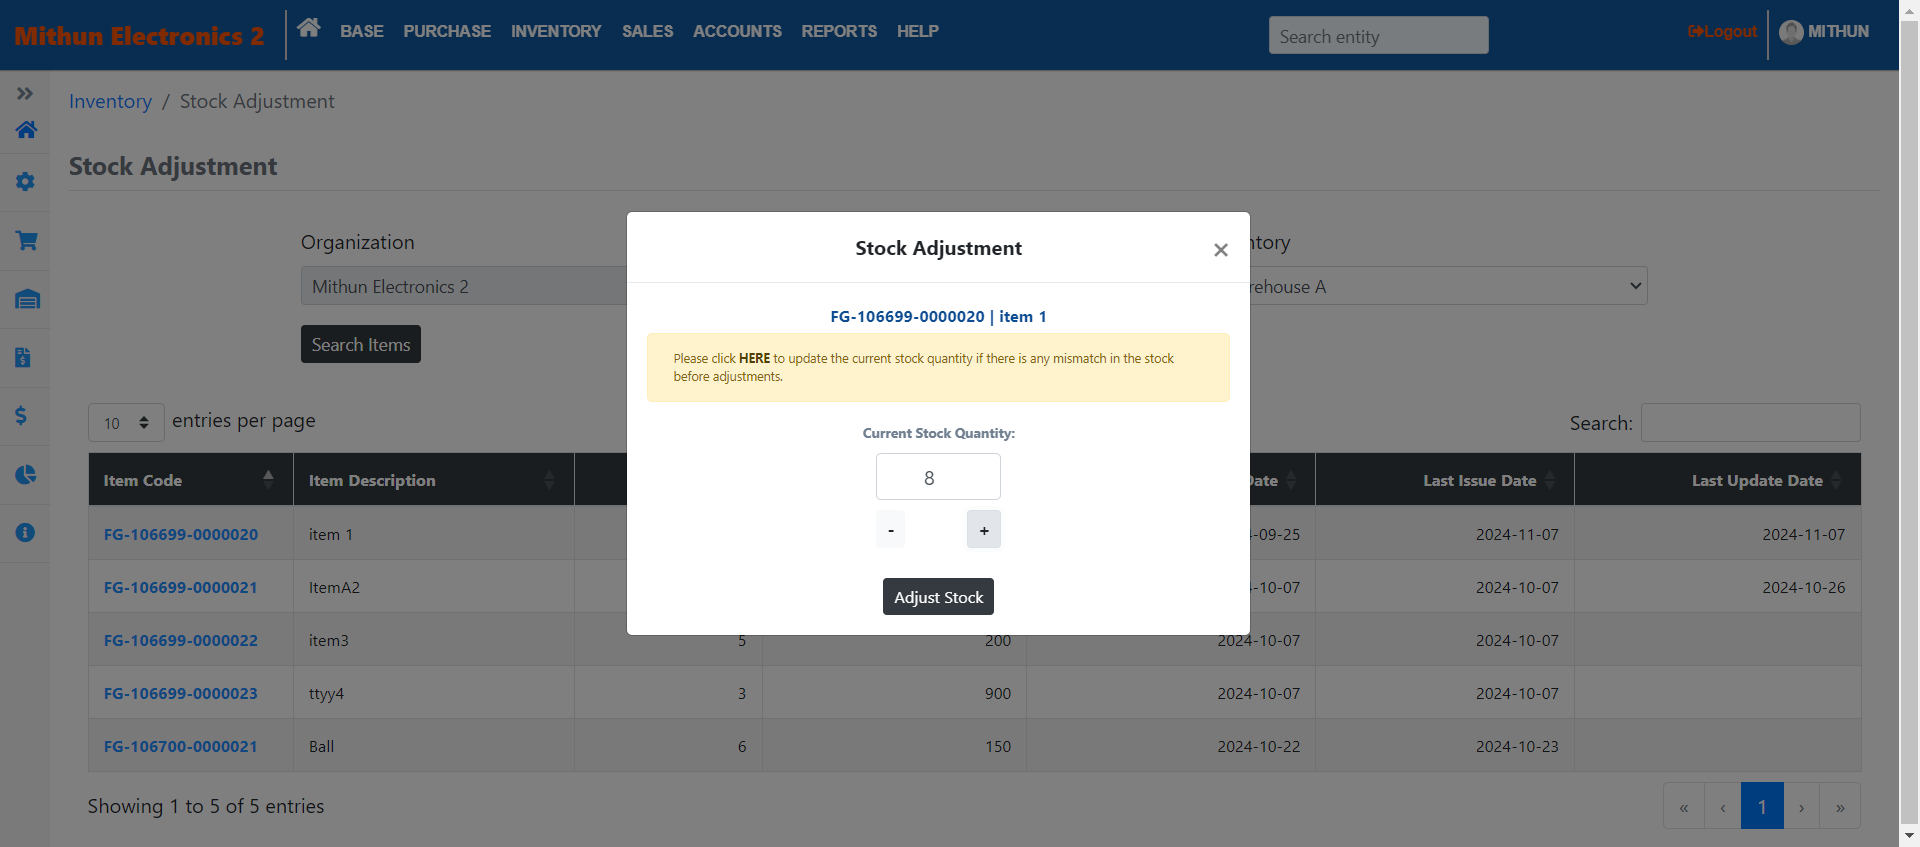 Mithun Electronics 2
BASE PURCHASE INVENTORY SALES ACCOUNTS REPORTS HELP
Search entity
Logout
MITHUN
Inventory / Stock Adjustment
Stock Adjustment
Organization
Mithun Electronics 2
ntory
rehouse A
Search Items
Stock Adjustment
×
FG-106699-0000020 | item 1
Please click HERE to update the current stock quantity if there is any mismatch in the stock
before adjustments.
Current Stock Quantity:
8
- +
Adjust Stock
10 entries per page
Search:
Item Code Item Description Date Last Issue Date Last Update Date
FG-106699-0000020 item 1 -09-25 2024-11-07 2024-11-07
FG-106699-0000021 ItemA2 -10-07 2024-10-07 2024-10-26
FG-106699-0000022 item3 5 200 2024-10-07 2024-10-07
FG-106699-0000023 ttyy4 3 900 2024-10-07 2024-10-07
FG-106700-0000021 Ball 6 150 2024-10-22 2024-10-23
Showing 1 to 5 of 5 entries
« ‹ 1 › »